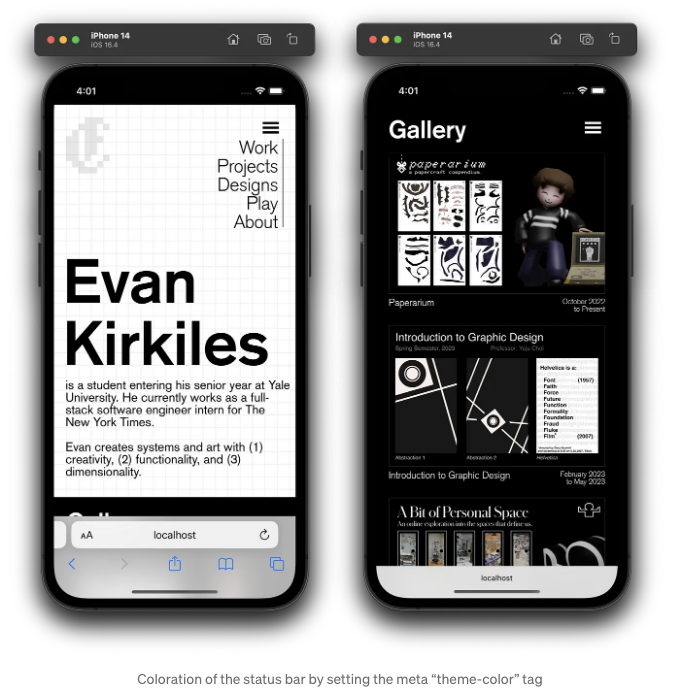 iPhone 14
iOS 16.4
4:01
Work
Projects
Designs
Play
About
Evan
Kirkiles
is a student entering his senior year at Yale
University. He currently works as a full-
stack software engineer intern for The
New York Times.
Evan creates systems and art with (1)
creativity, (2) functionality, and (3)
dimensionality.
AA
localhost
iPhone 14
iOS 16.4
4:01
Gallery
paperarium
a papercraft compendium.
Paperarium
October 2022
to Present
Introduction to Graphic Design
Spring Semester, 2023
Helvetica is a:
Font (1957)
Faith
Force
Future
Function
Formality
Foundation
Fraud
Fluke
Film (2007)
Abstraction 1
Abstraction 2
Helvetica
Introduction to Graphic Design
February 2023
to May 2023
A Bit of Personal Space
An online exploration into the spaces that define us.
localhost
Coloration of the status bar by setting the meta “theme-color” tag